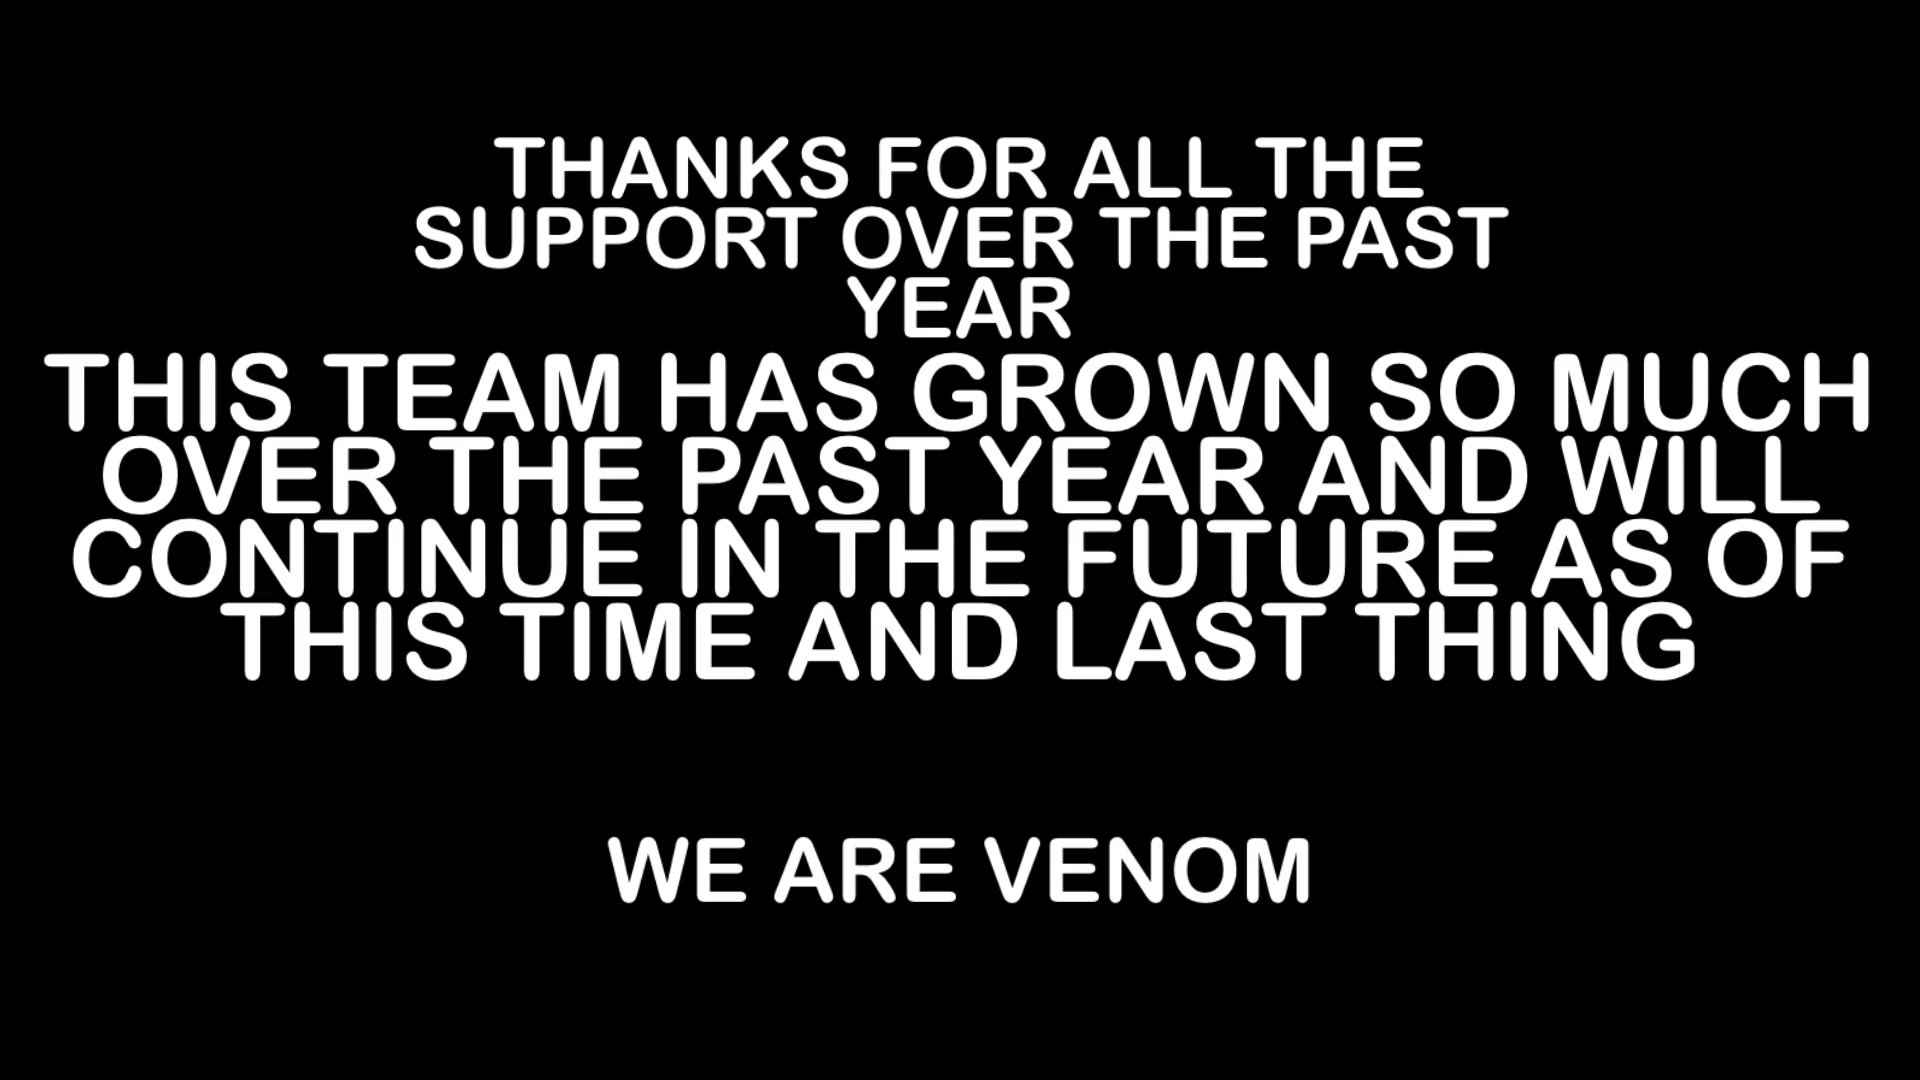 THANKS FOR ALL THE
SUPPORT OVER THE PAST
YEAR
THIS TEAM HAS GROWN SO MUCH
OVER THE PAST YEAR AND WILL
CONTINUE IN THE FUTURE AS OF
THIS TIME AND LAST THING
WE ARE VENOM